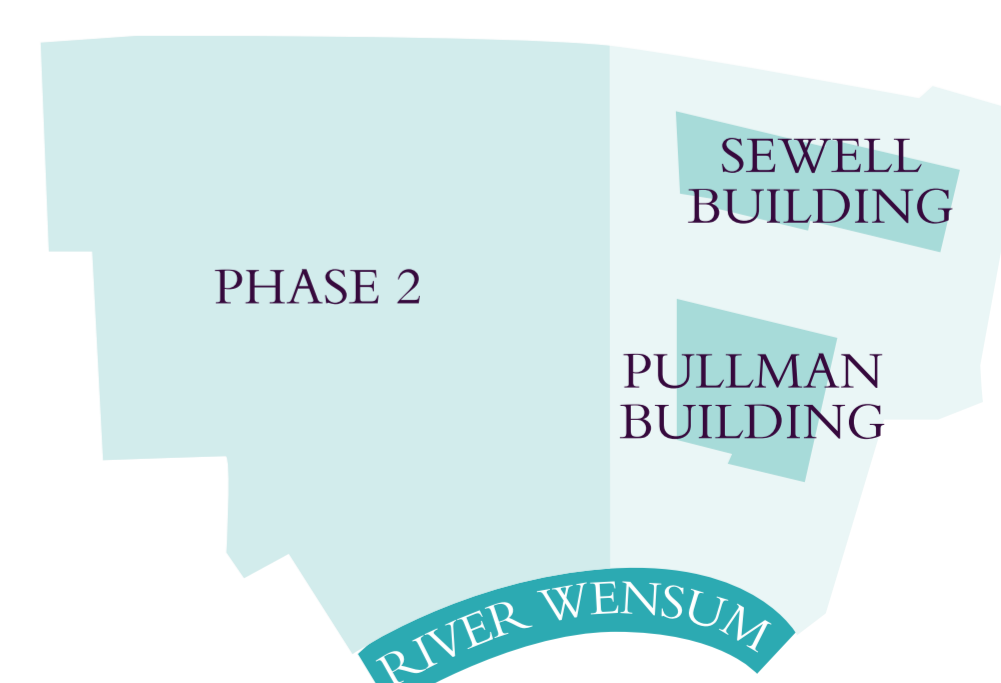 SEWELL
BUILDING
PHASE 2
PULLMAN
BUILDING
RIVER WENSUM